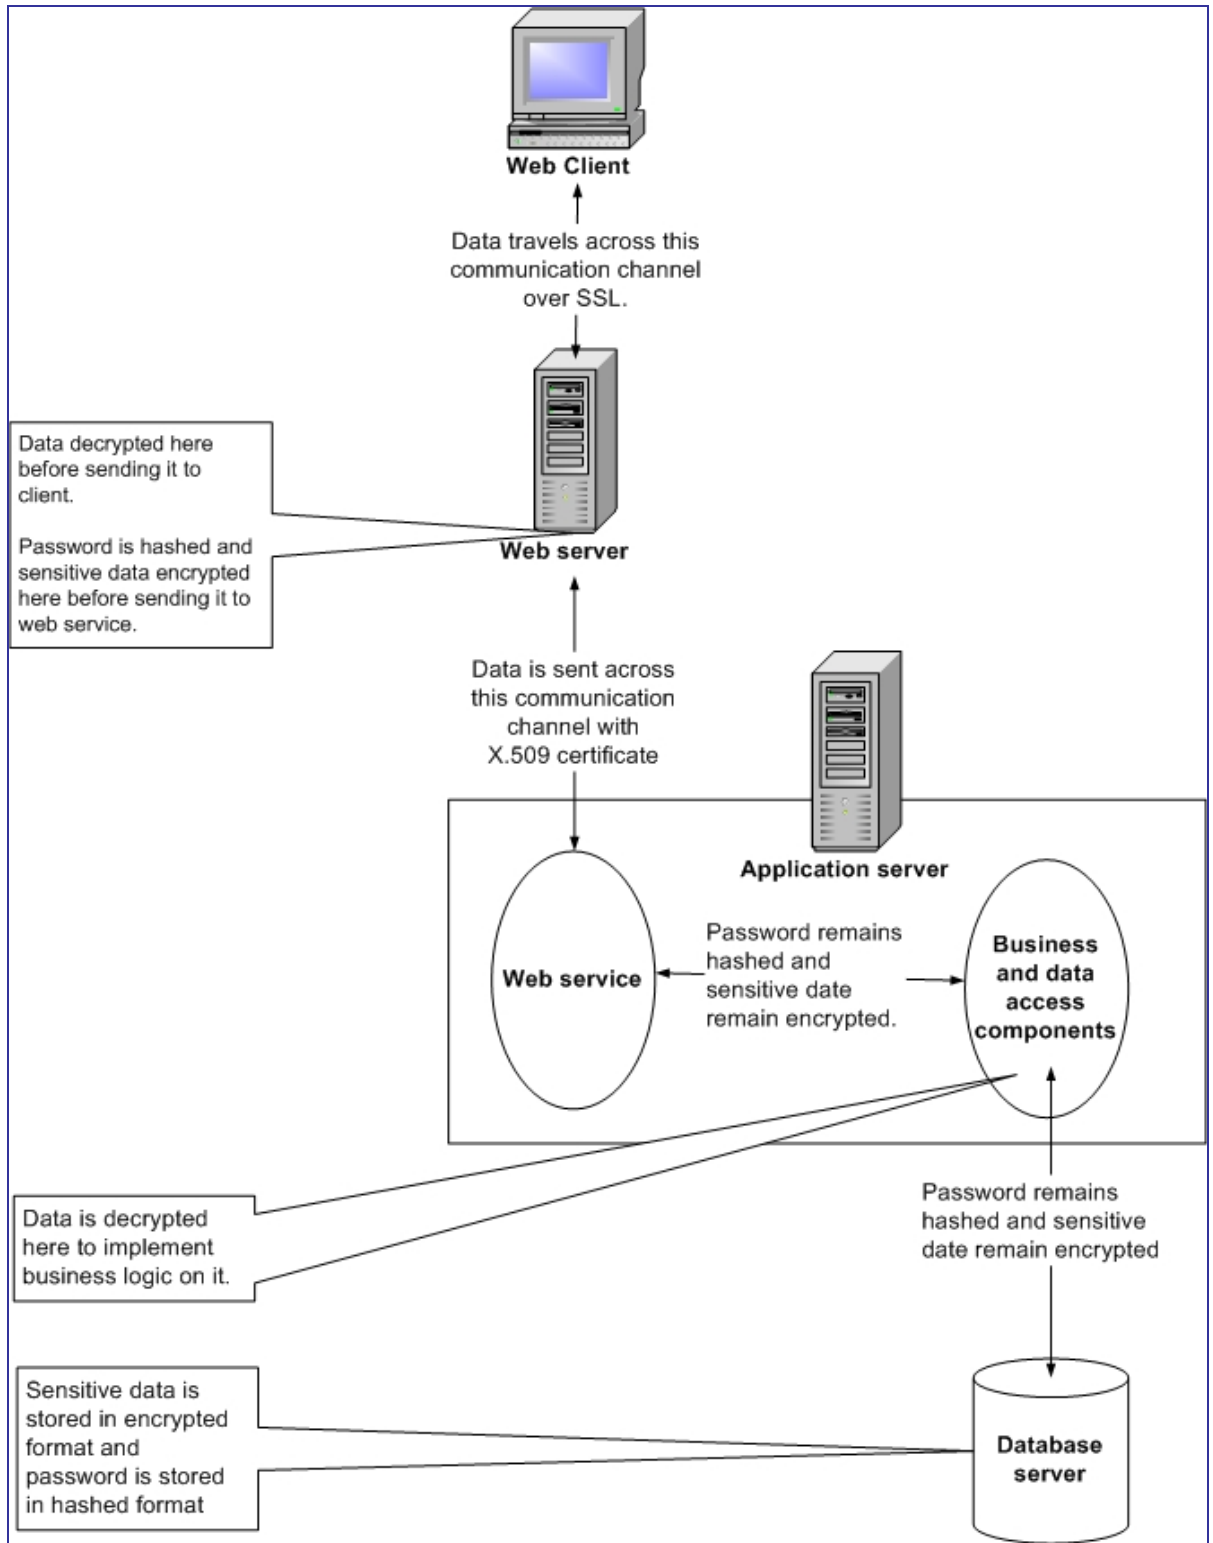 Web Client
Data travels across this
communication channel
over SSL.
Data decrypted here
before sending it to
client.
Password is hashed and
sensitive data encrypted
here before sending it to
web service.
Web server
Data is sent across
this communication
channel with
X.509 certificate
Application server
Web service
Password remains
hashed and
sensitive date
remain encrypted.
Business
and data
access
components
Data is decrypted
here to implement
business logic on it.
Password remains
hashed and sensitive
date remain encrypted
Sensitive data is
stored in encrypted
format and
password is stored
in hashed format
Database
server